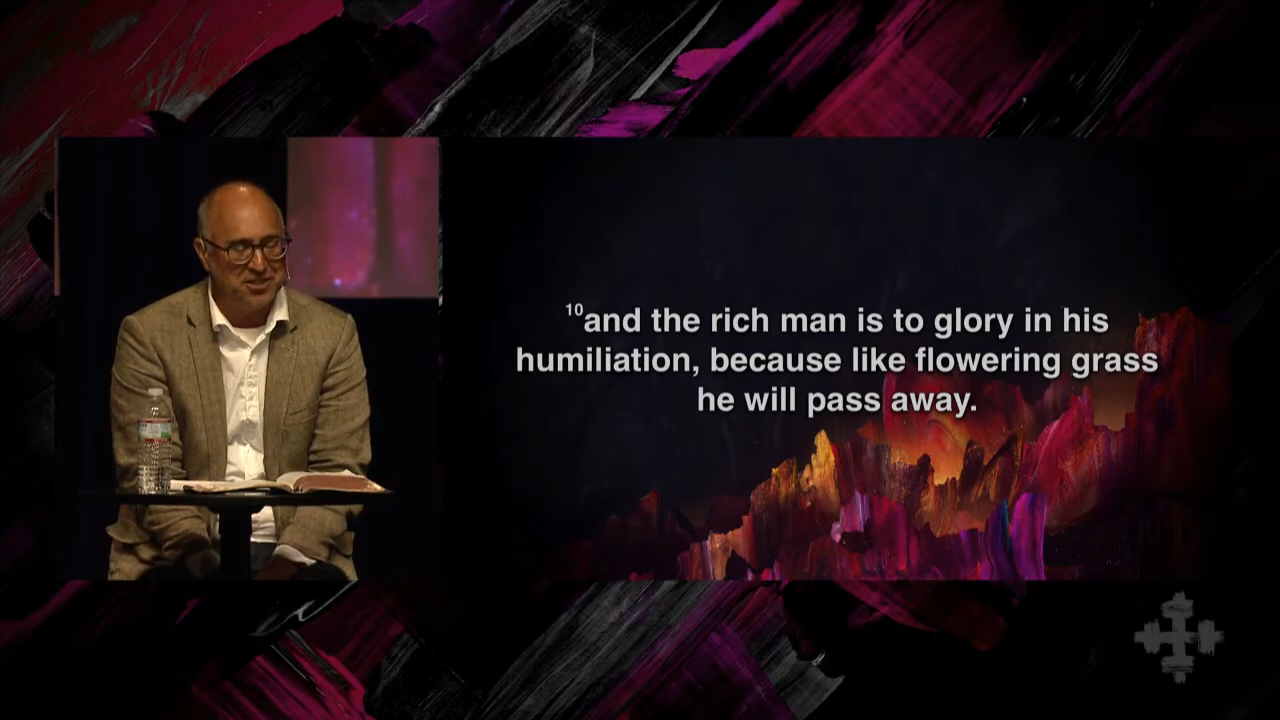 ¹⁰and the rich man is to glory in his
humiliation, because like flowering grass
he will pass away.